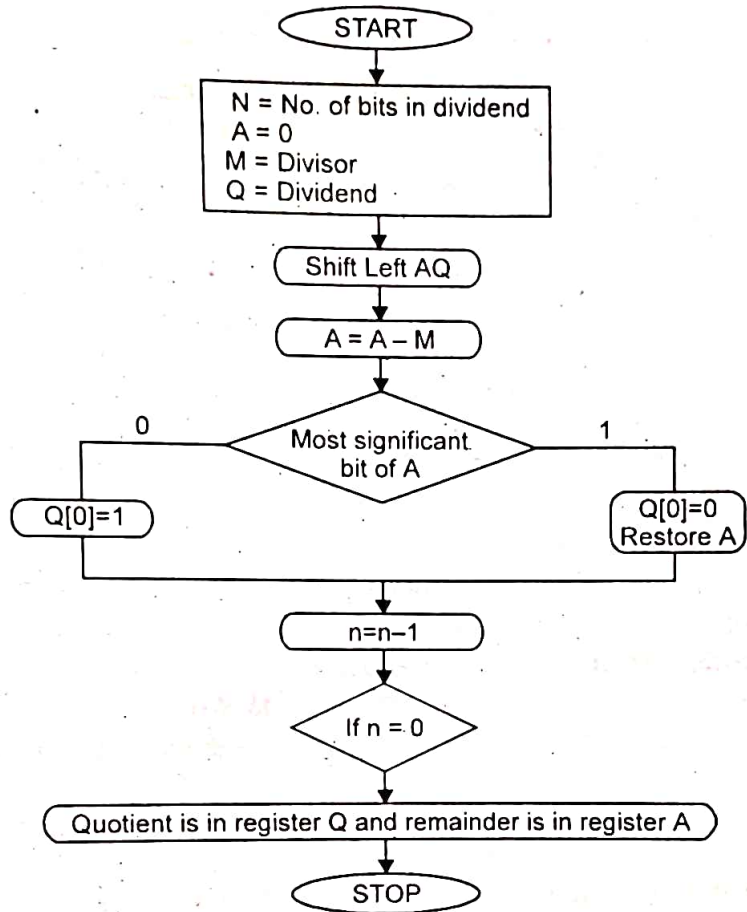 START
N = No. of bits in dividend
A = 0
M = Divisor
Q = Dividend
Shift Left AQ
A = A – M
Most significant
bit of A
0
1
Q[0]=1
Q[0]=0
Restore A
n=n–1
If n = 0
Quotient is in register Q and remainder is in register A
STOP